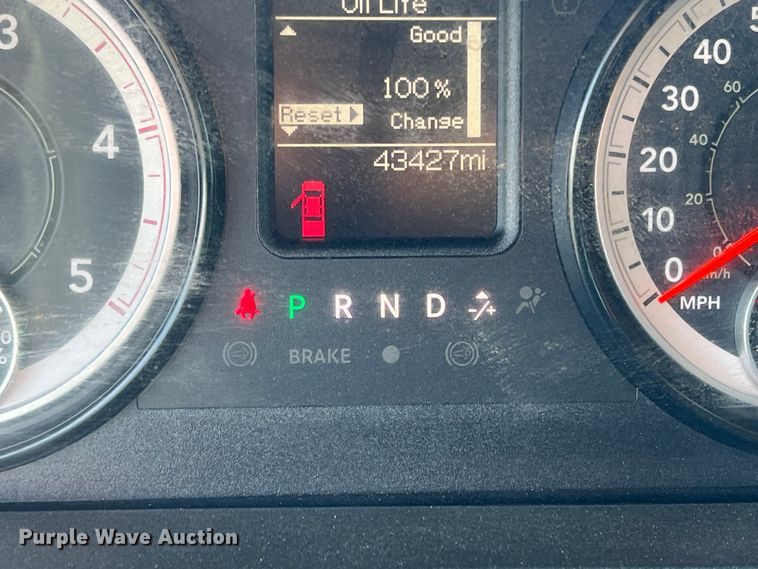 Oil Life
Good
100%
Reset
Change
43427mi
3
4
5
P R N D -/+
BRAKE
40
30
20
10
0
MPH
60
40
20
0
km/h
Purple Wave Auction